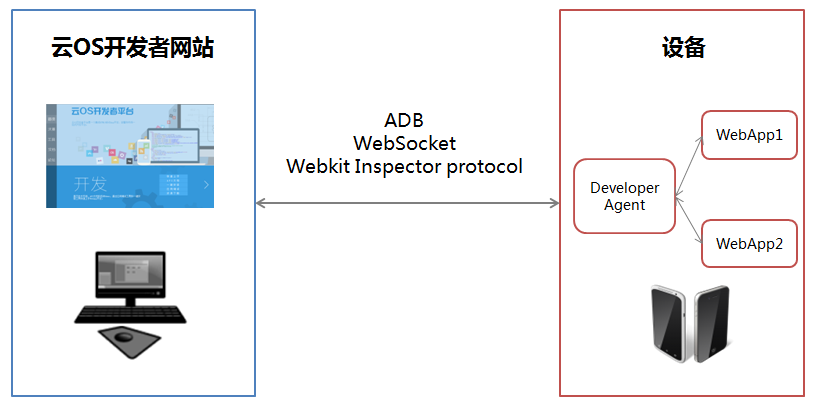 云OS开发者网站
云OS开发者平台
开发
ADB
WebSocket
Webkit Inspector protocol
设备
WebApp1
Developer
Agent
WebApp2